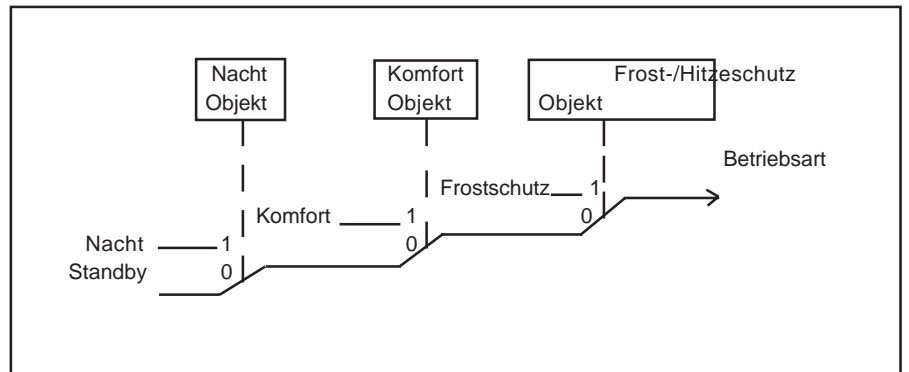 Nacht
Objekt
Komfort
Objekt
Frost-/Hitzeschutz
Objekt
Betriebsart
Frostschutz 1
0
Komfort 1
0
Nacht 1
Standby 0